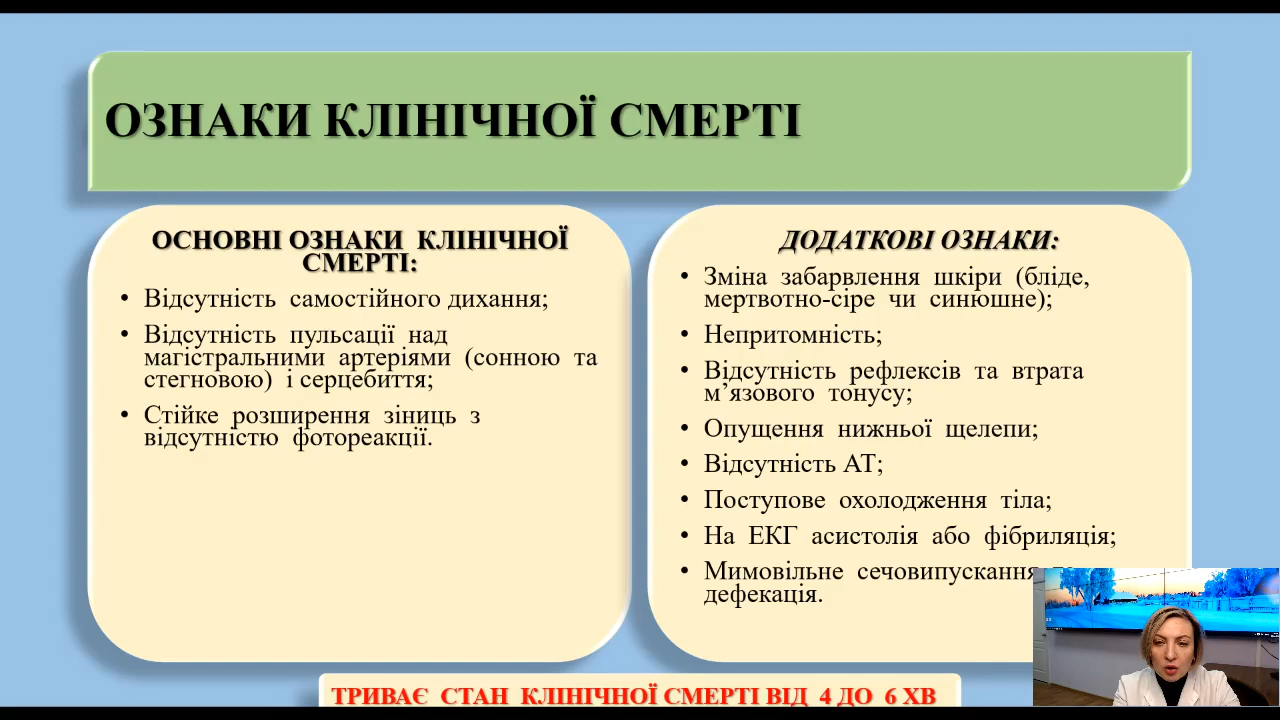 ОЗНАКИ КЛІНІЧНОЇ СМЕРТІ
ОСНОВНІ ОЗНАКИ КЛІНІЧНОЇ
СМЕРТІ:
• Відсутність самостійного дихання;
• Відсутність пульсації над
магістральними артеріями (сонною та
стегновою) і серцебиття;
• Стійке розширення зіниць з
відсутністю фотореакції.
ДОДАТКОВІ ОЗНАКИ:
• Зміна забарвлення шкіри (бліде,
мертвотно-сіре чи синюшне);
• Непритомність;
• Відсутність рефлексів та втрата
м’язового тонусу;
• Опущення нижньої щелепи;
• Відсутність АТ;
• Поступове охолодження тіла;
• На ЕКГ асистолія або фібриляція;
• Мимовільне сечовипускання
дефекація.
ТРИВАЄ СТАН КЛІНІЧНОЇ СМЕРТІ ВІД 4 ДО 6 ХВ